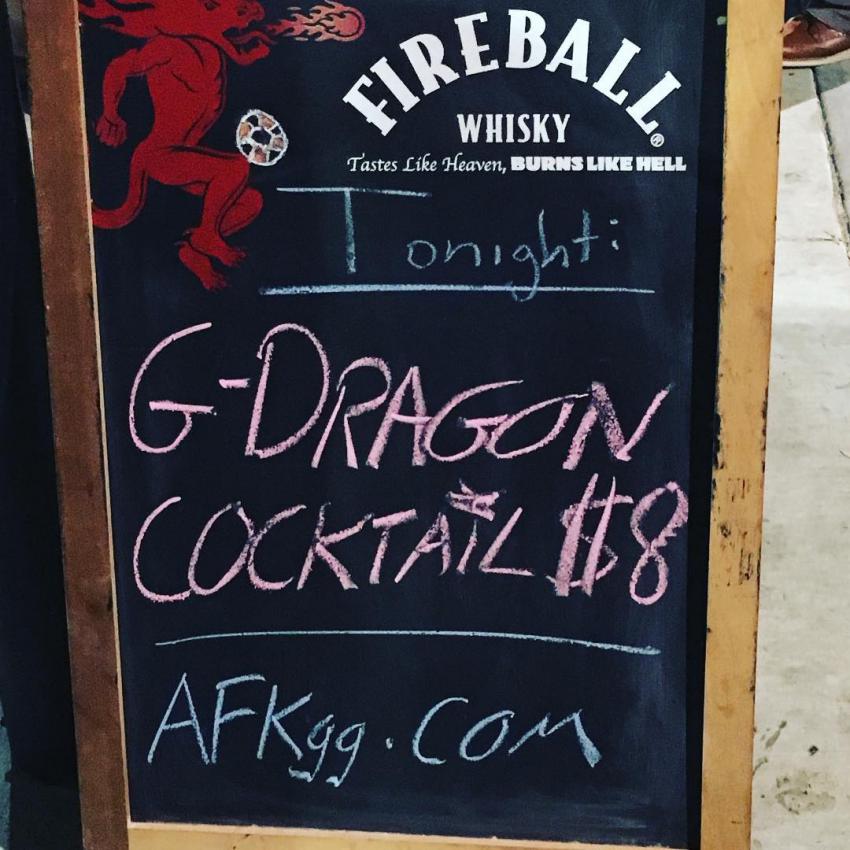 FIREBALL®
WHISKY
Tastes Like Heaven, BURNS LIKE HELL
Tonight:
G-DRAGON
COCKTAIL $8
AFKgg.COM